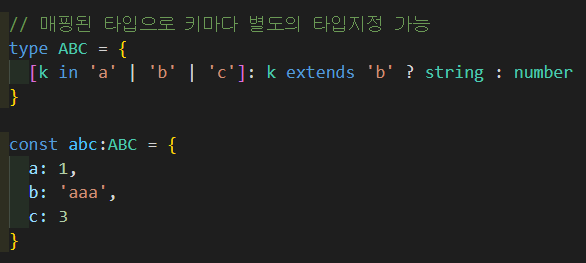 // 매핑된 타입으로 키마다 별도의 타입지정 가능
type ABC = {
  [k in 'a' | 'b' | 'c']: k extends 'b' ? string : number
}

const abc:ABC = {
  a: 1,
  b: 'aaa',
  c: 3
}